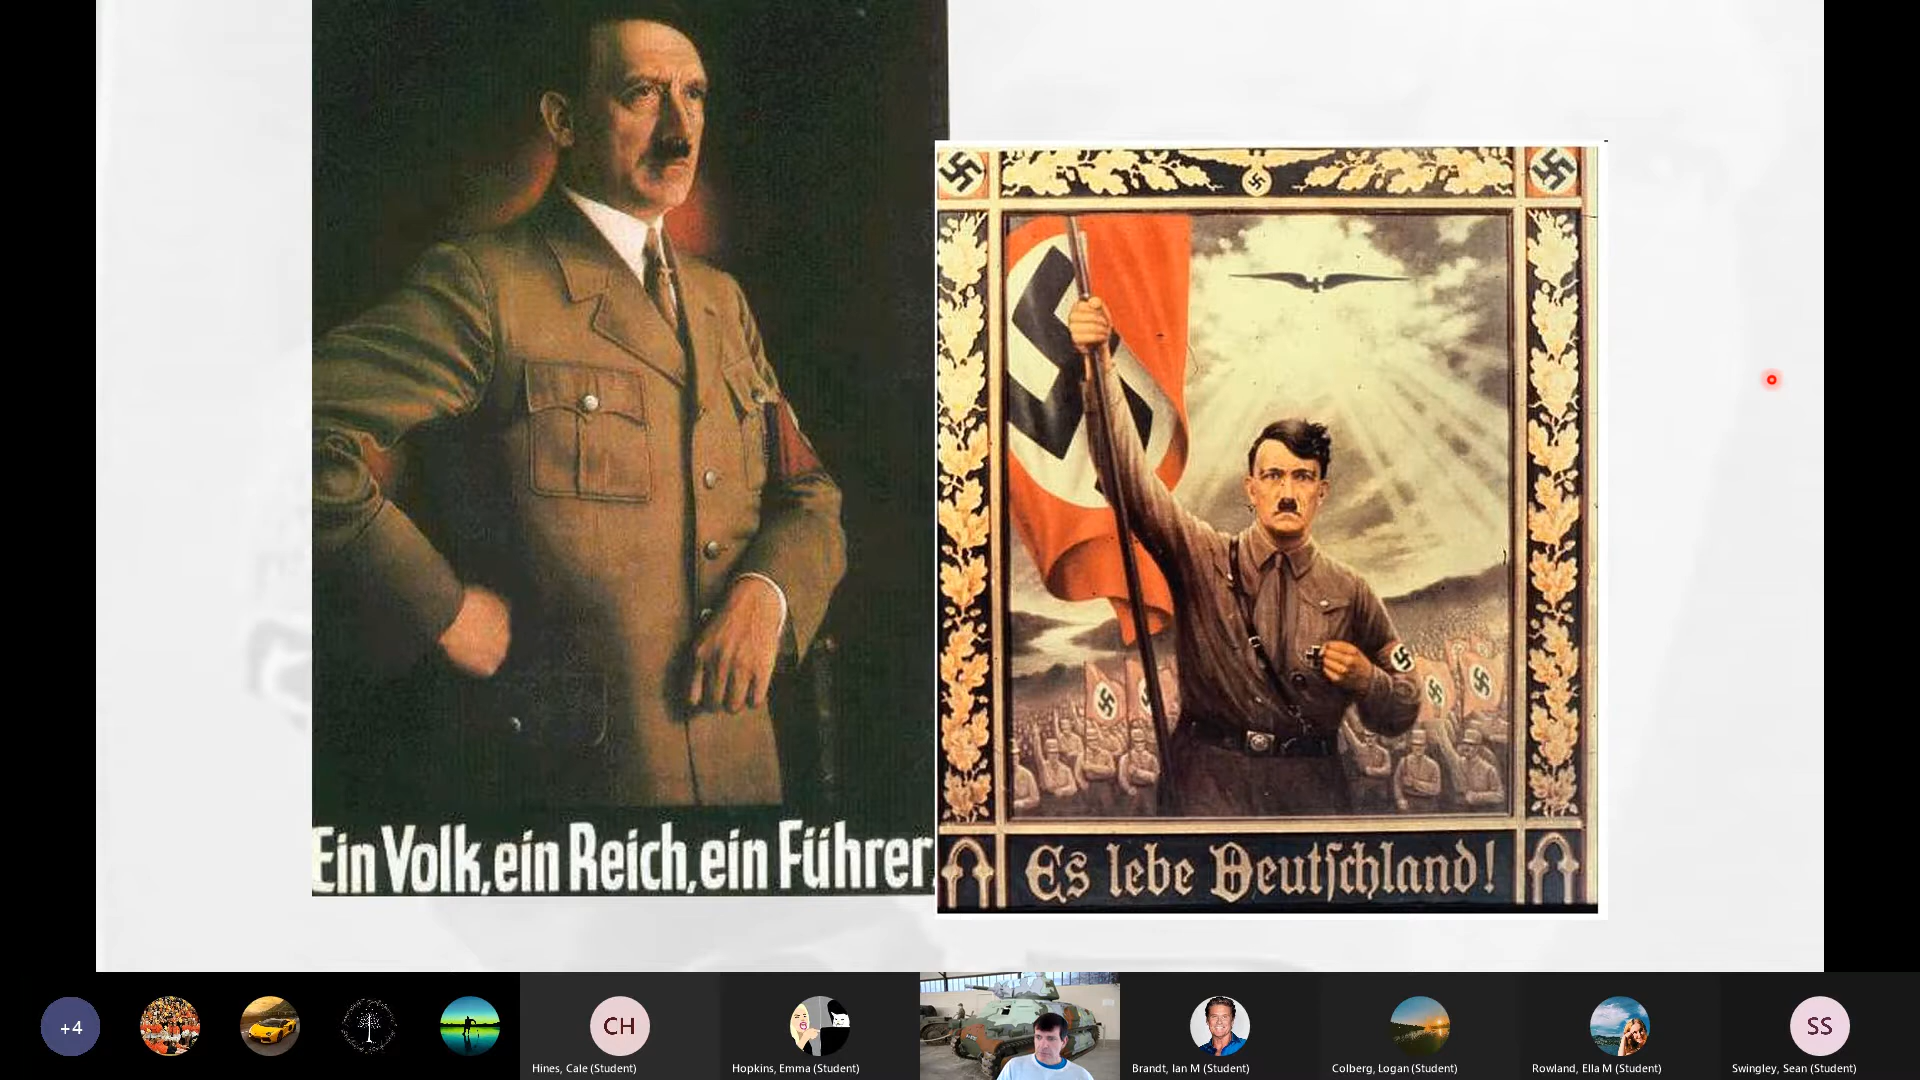 Ein Volk, ein Reich, ein Führer.
Es lebe Deutſchland!
+4
CH
SS
Hines, Cale (Student)
Hopkins, Emma (Student)
Brandt, Ian M (Student)
Colberg, Logan (Student)
Rowland, Ella M (Student)
Swingley, Sean (Student)